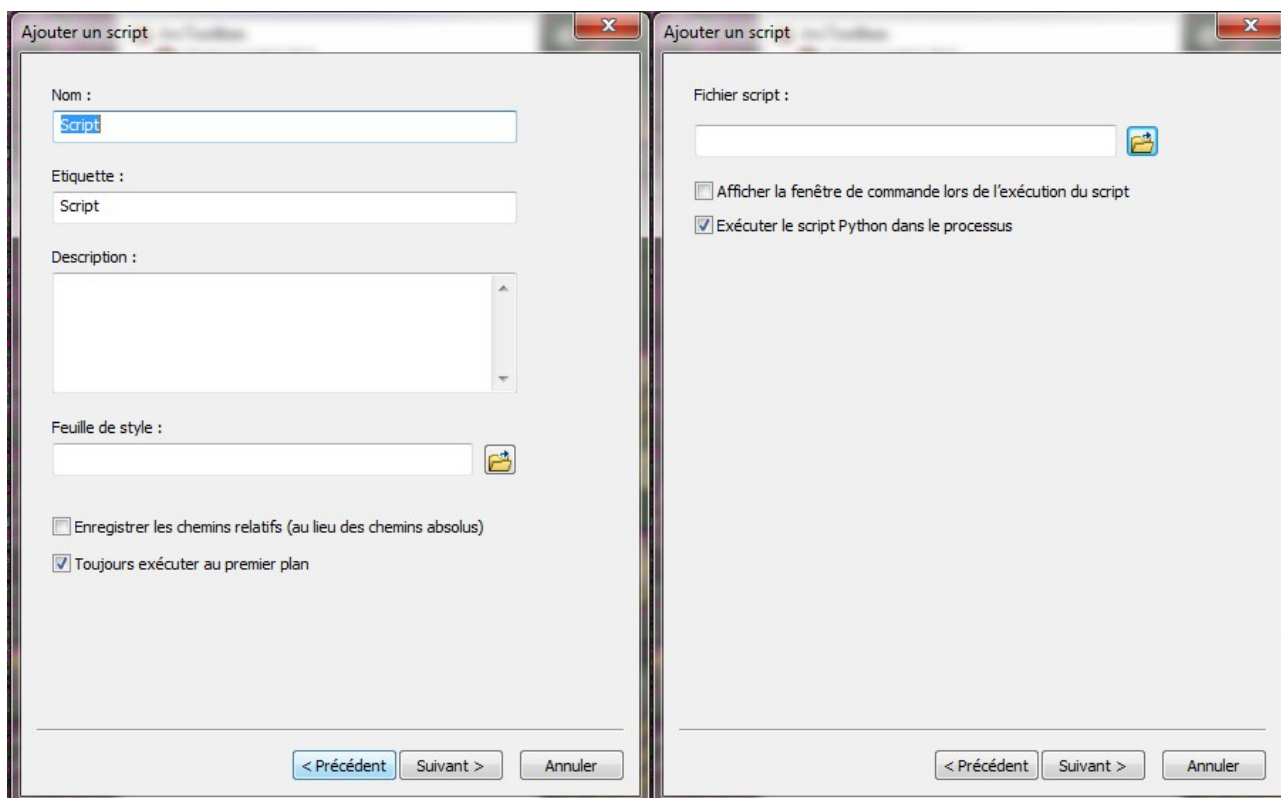 Ajouter un script
Nom :
Script
Etiquette :
Script
Description :
Feuille de style :
Enregistrer les chemins relatifs (au lieu des chemins absolus)
Toujours exécuter au premier plan
< Précédent Suivant > Annuler
Ajouter un script
Fichier script :
Afficher la fenêtre de commande lors de l'exécution du script
Exécuter le script Python dans le processus
< Précédent Suivant > Annuler